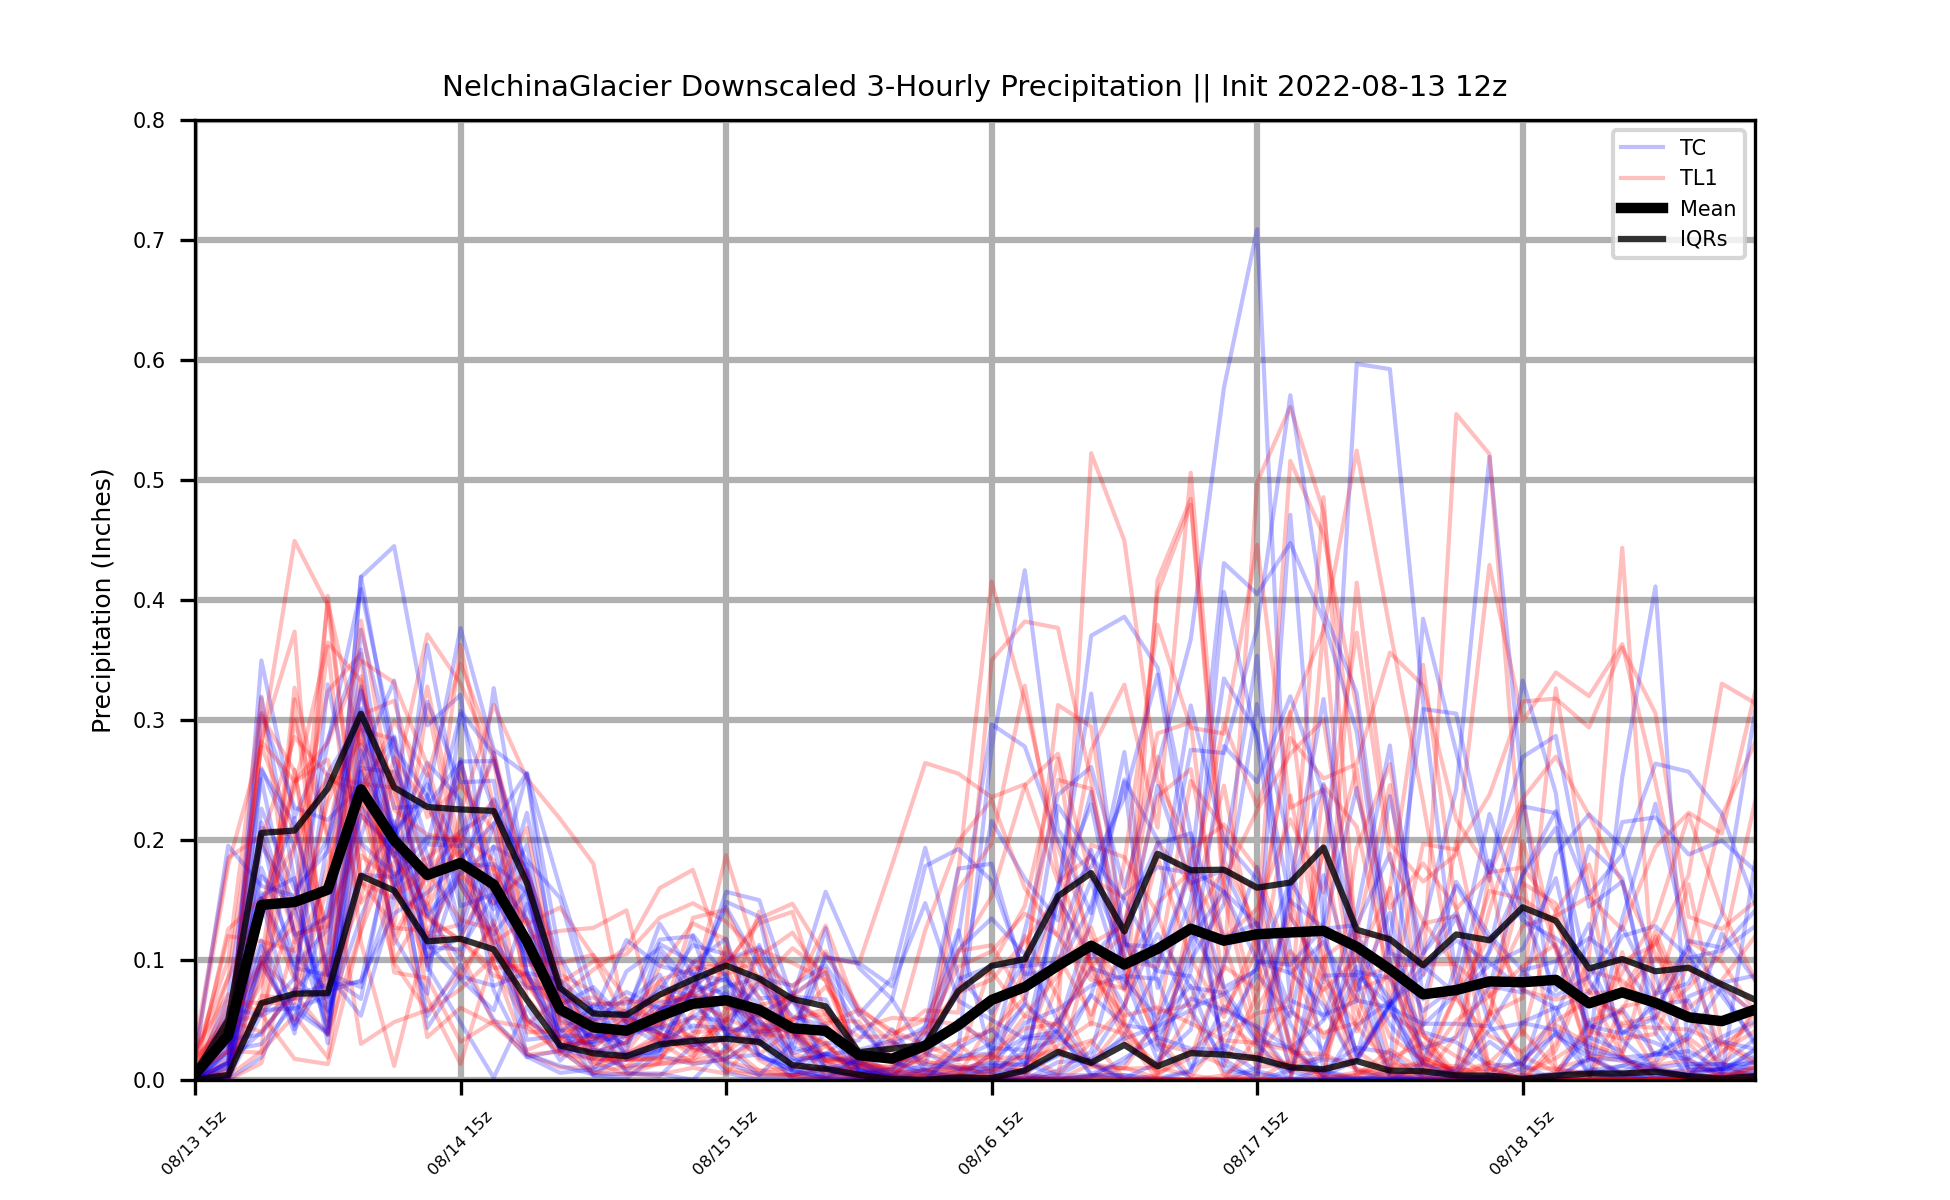 NelchinaGlacier Downscaled 3-Hourly Precipitation || Init 2022-08-13 12z
Precipitation (Inches)
0.8
0.7
0.6
0.5
0.4
0.3
0.2
0.1
0.0
TC
TL1
Mean
IQRs
08/13 15z
08/14 15z
08/15 15z
08/16 15z
08/17 15z
08/18 15z